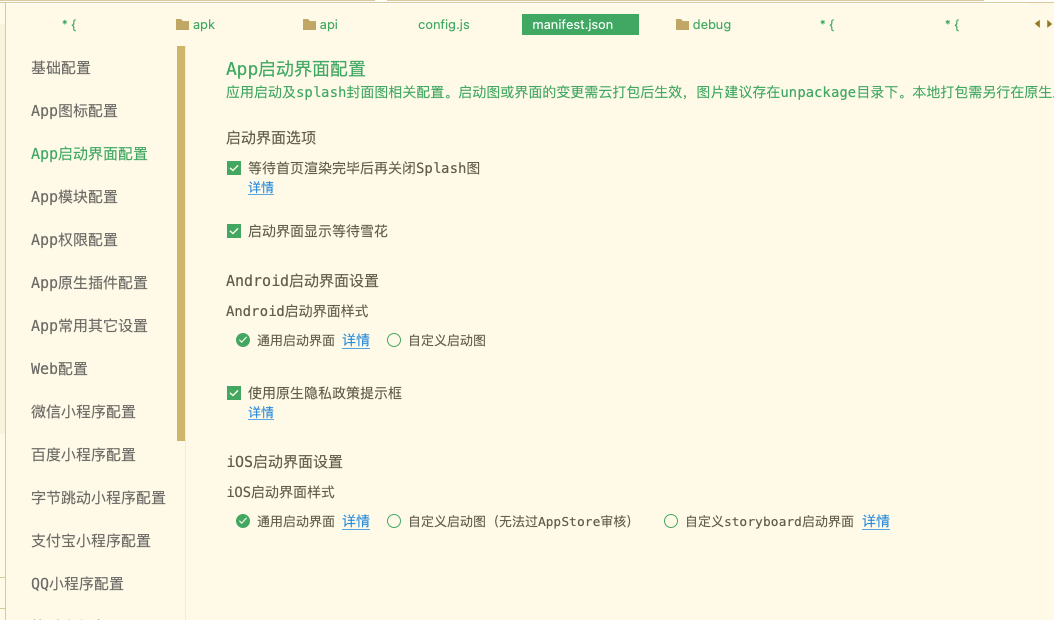 * {
apk
api
config.js
manifest.json
debug
* {
* {
基础配置
App图标配置
App启动界面配置
App模块配置
App权限配置
App原生插件配置
App常用其它设置
Web配置
微信小程序配置
百度小程序配置
字节跳动小程序配置
支付宝小程序配置
QQ小程序配置
App启动界面配置
应用启动及splash封面图相关配置。启动图或界面的变更需云打包后生效，图片建议存在unpackage目录下。本地打包需另行在原生
启动界面选项
等待首页渲染完毕后再关闭Splash图
详情
启动界面显示等待雪花
Android启动界面设置
Android启动界面样式
通用启动界面 详情 自定义启动图
使用原生隐私政策提示框
详情
iOS启动界面设置
iOS启动界面样式
通用启动界面 详情 自定义启动图（无法过AppStore审核） 自定义storyboard启动界面 详情